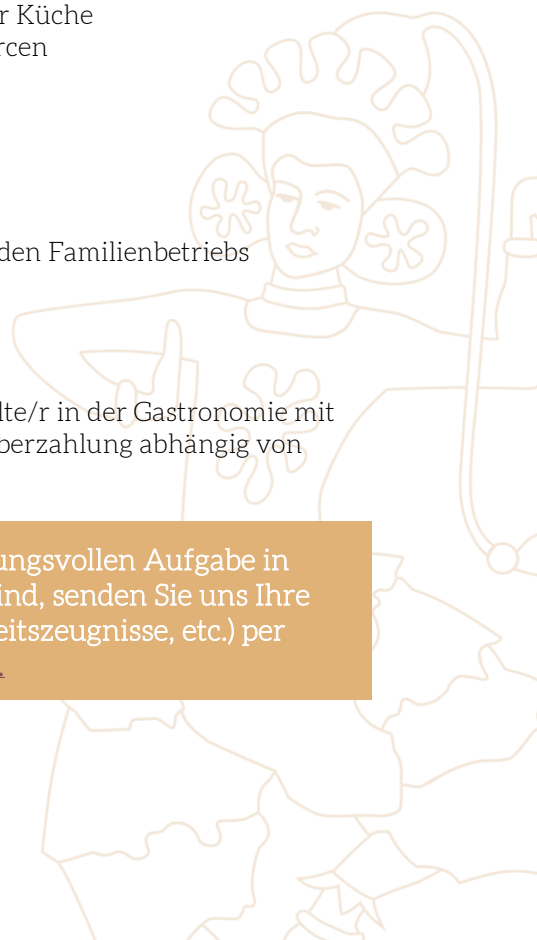 r Küche
rcen
den Familienbetriebs
lte/r in der Gastronomie mit
berzahlung abhängig von
ungsvollen Aufgabe in
ind, senden Sie uns Ihre
eitszeugnisse, etc.) per
.